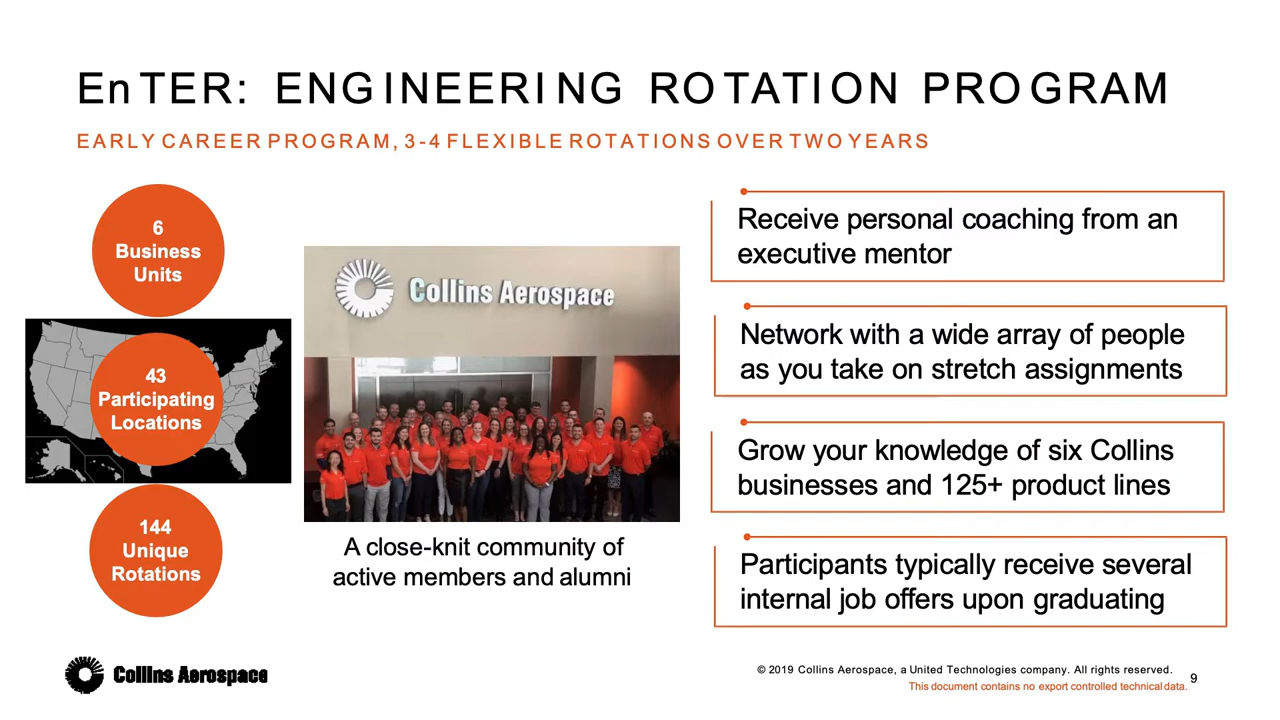 EnTER: ENGINEERING ROTATION PROGRAM
EARLY CAREER PROGRAM, 3-4 FLEXIBLE ROTATIONS OVER TWO YEARS
6
Business
Units
43
Participating
Locations
144
Unique
Rotations
Collins Aerospace
A close-knit community of
active members and alumni
Receive personal coaching from an
executive mentor
Network with a wide array of people
as you take on stretch assignments
Grow your knowledge of six Collins
businesses and 125+ product lines
Participants typically receive several
internal job offers upon graduating
Collins Aerospace
© 2019 Collins Aerospace, a United Technologies company. All rights reserved.
This document contains no export controlled technical data.
9